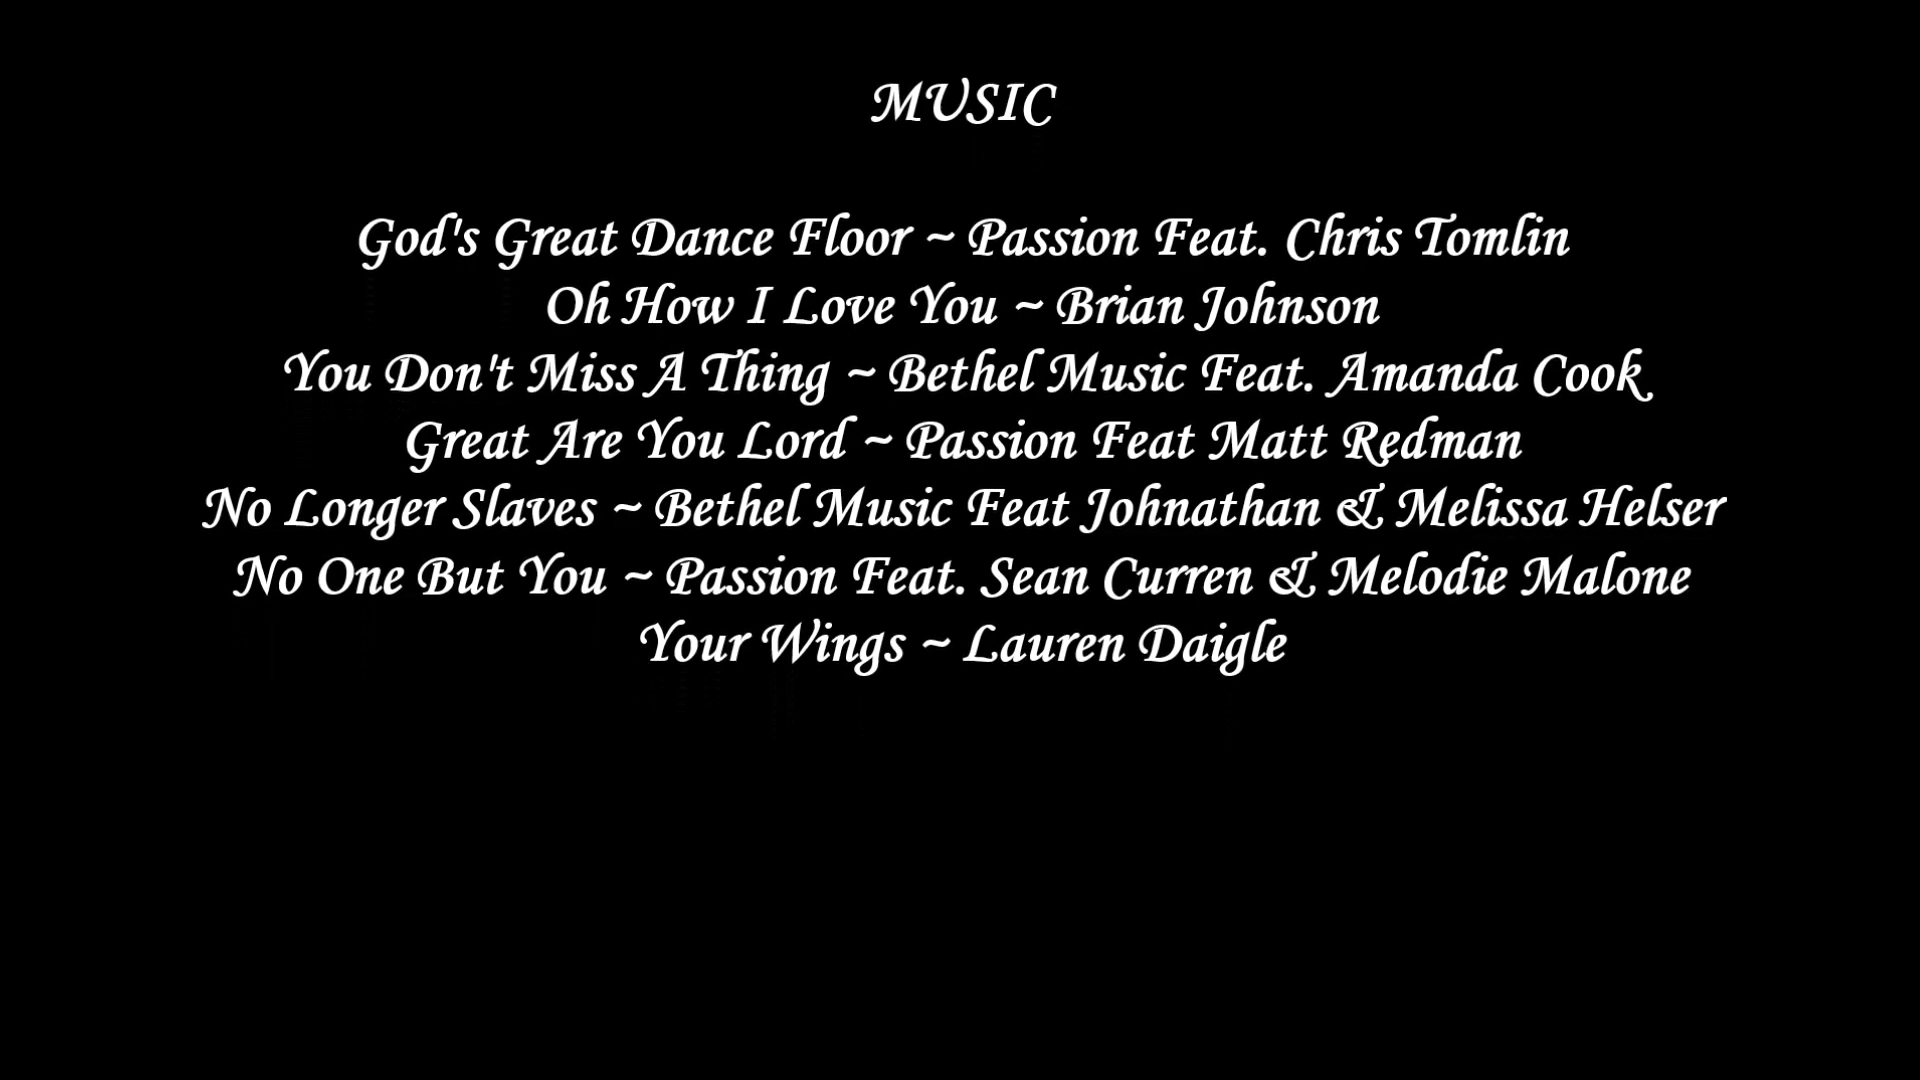 MUSIC
God's Great Dance Floor ~ Passion Feat. Chris Tomlin
Oh How I Love You ~ Brian Johnson
You Don't Miss A Thing ~ Bethel Music Feat. Amanda Cook
Great Are You Lord ~ Passion Feat Matt Redman
No Longer Slaves ~ Bethel Music Feat Johnathan & Melissa Helser
No One But You ~ Passion Feat. Sean Curren & Melodie Malone
Your Wings ~ Lauren Daigle